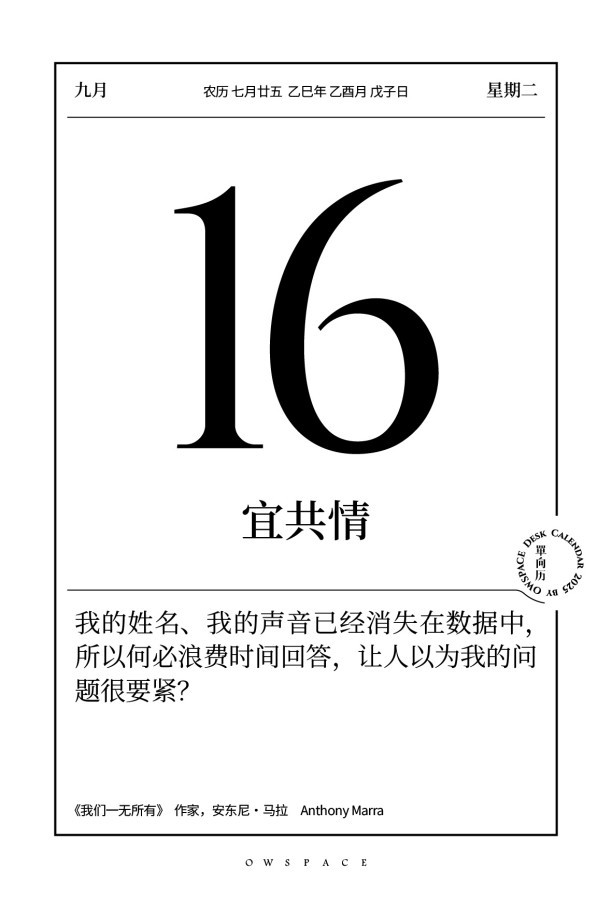 九月
农历 七月廿五 乙巳年 乙酉月 戊子日
星期二
16
宜共情
單向历
OWSPACE DESK CALENDAR 2025 BY
我的姓名、我的声音已经消失在数据中，
所以何必浪费时间回答，让人以为我的问
题很要紧？
《我们一无所有》 作家，安东尼·马拉 Anthony Marra
OWSPACE